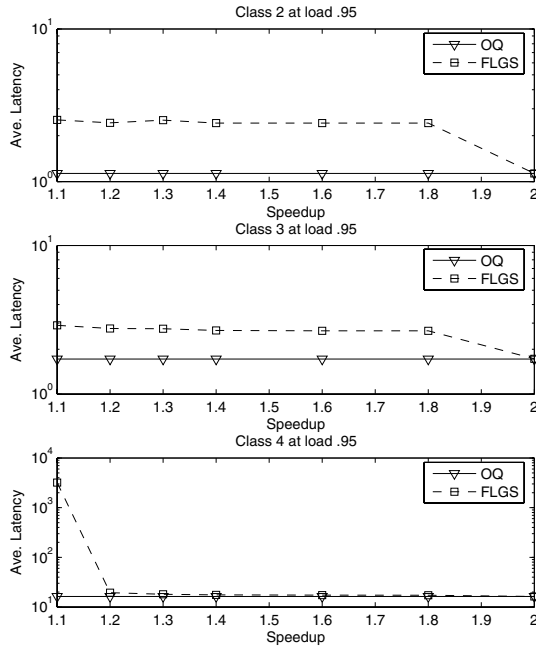 Class 2 at load .95
10^1
10^0
Ave. Latency
OQ
FLGS
1.1 1.2 1.3 1.4 1.5 1.6 1.7 1.8 1.9 2
Speedup
Class 3 at load .95
10^1
10^0
Ave. Latency
OQ
FLGS
1.1 1.2 1.3 1.4 1.5 1.6 1.7 1.8 1.9 2
Speedup
Class 4 at load .95
10^4
10^3
10^2
10^1
Ave. Latency
OQ
FLGS
1.1 1.2 1.3 1.4 1.5 1.6 1.7 1.8 1.9 2
Speedup